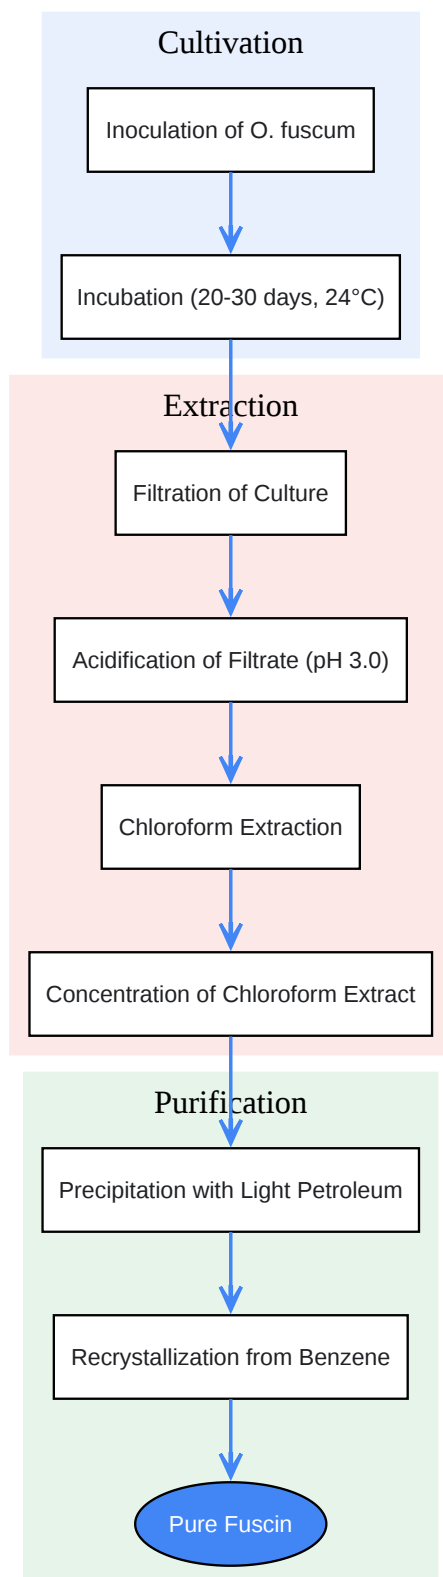 Cultivation
Inoculation of O. fuscum
Incubation (20-30 days, 24°C)
Extraction
Filtration of Culture
Acidification of Filtrate (pH 3.0)
Chloroform Extraction
Concentration of Chloroform Extract
Purification
Precipitation with Light Petroleum
Recrystallization from Benzene
Pure Fuscin